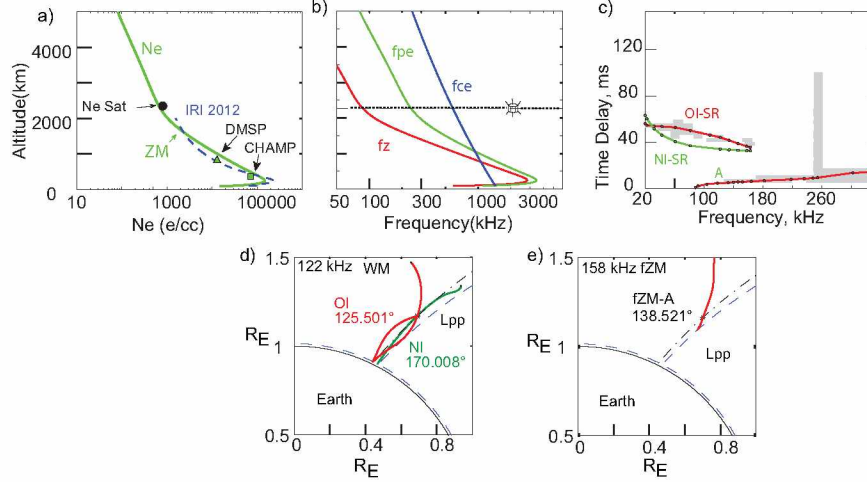 a)
Altitude(km)
4000
2000
0
10
1000
100000
Ne (e/cc)
Ne
Ne Sat
IRI 2012
DMSP
CHAMP
ZM
b)
fpe
fce
fz
50
100
300
1000
3000
Frequency(kHz)
c)
Time Delay, ms
120
80
40
0
OI-SR
NI-SR
A
20
90
160
260
Frequency, kHz
d)
122 kHz
WM
OI
125.501°
NI
170.008°
Lpp
Earth
1.5
1
0.5
0
0.4
0.8
RE
RE
e)
158 kHz fZM
fZM-A
138.521°
Lpp
Earth
1.5
1
0.5
0
0.4
0.8
RE
RE